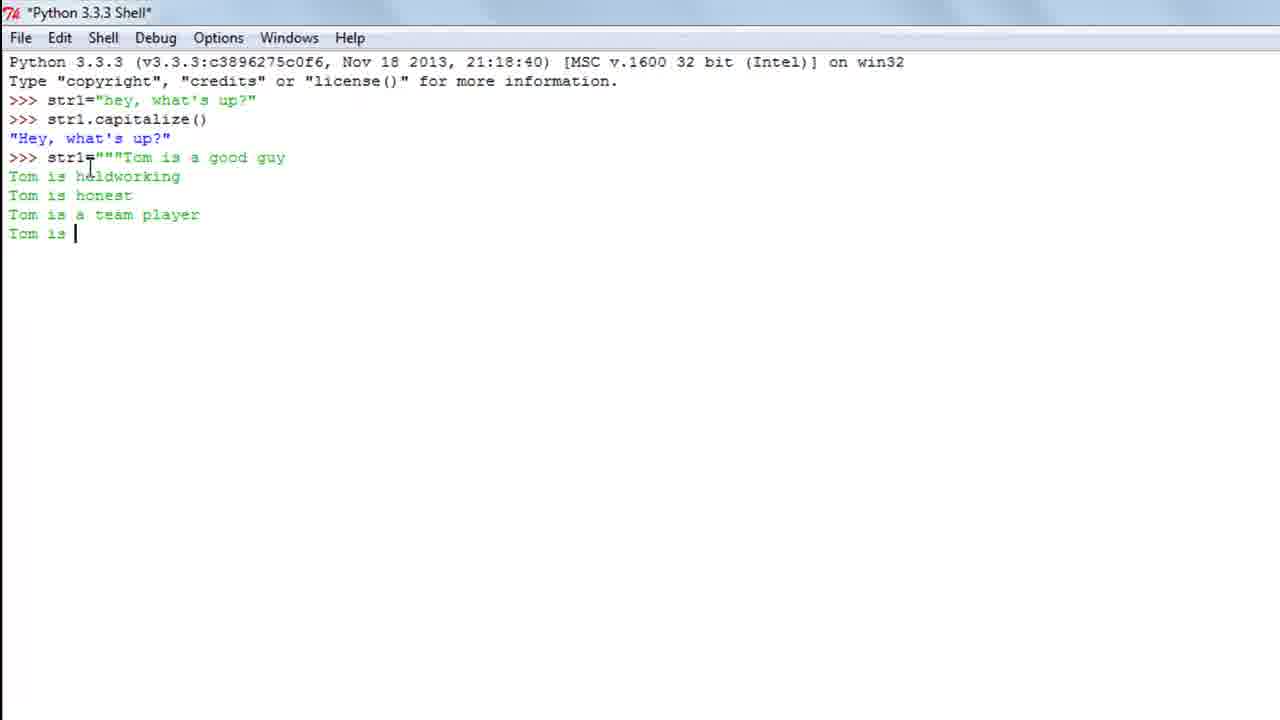 *Python 3.3.3 Shell*
File Edit Shell Debug Options Windows Help
Python 3.3.3 (v3.3.3:c3896275c0f6, Nov 18 2013, 21:18:40) [MSC v.1600 32 bit (Intel)] on win32
Type "copyright", "credits" or "license()" for more information.
>>> str1="hey, what's up?"
>>> str1.capitalize()
"Hey, what's up?"
>>> str1="""Tom is a good guy
Tom is haldworking
Tom is honest
Tom is a team player
Tom is